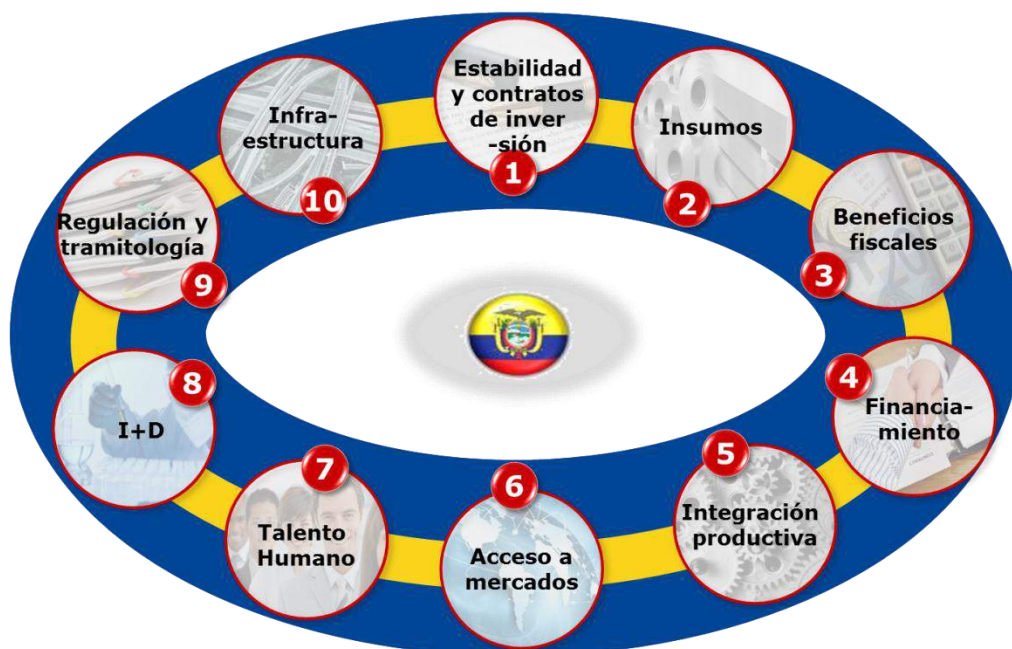 Estabilidad
y contratos
de inver
-sión
1
Insumos
2
Beneficios
fiscales
3
4
Financia-
miento
5
Integración
productiva
6
Acceso a
mercados
7
Talento
Humano
8
I+D
Regulación y
tramitología
9
Infra-
estructura
10